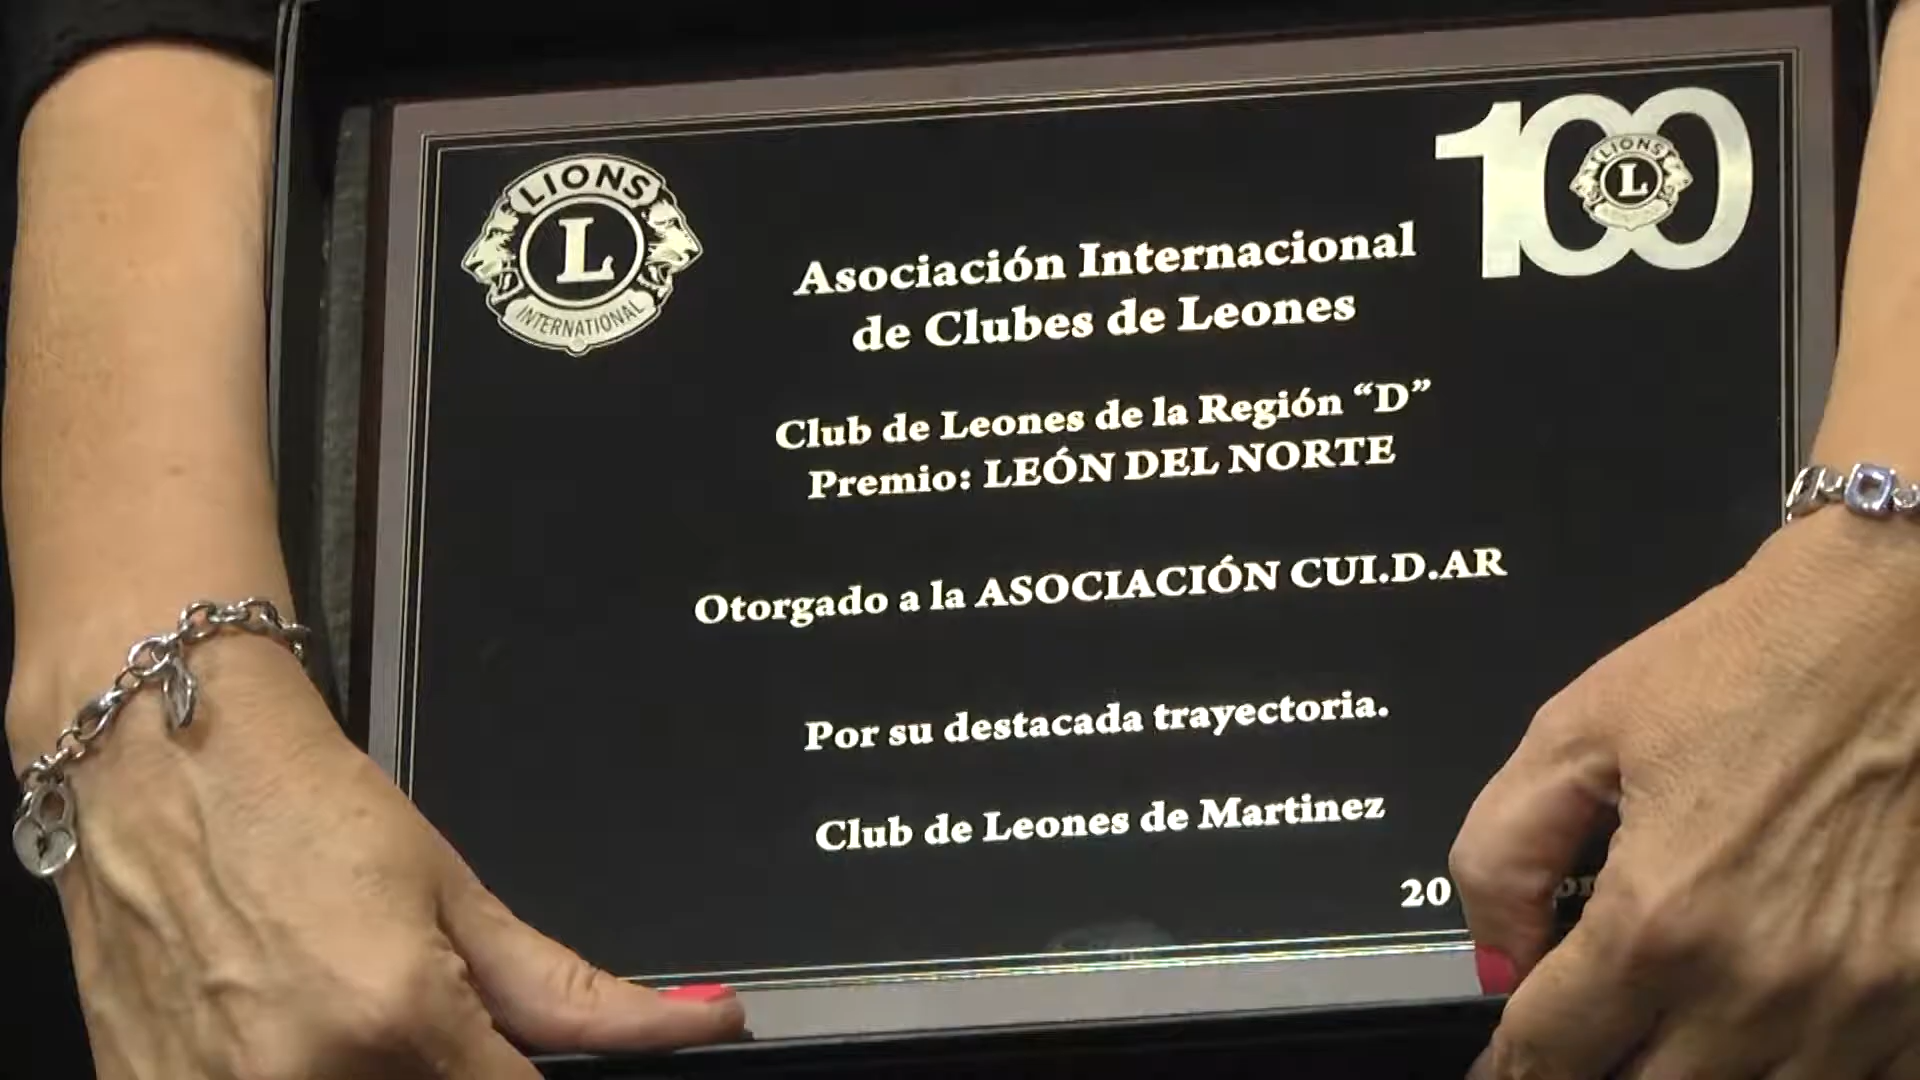 LIONS
L
INTERNATIONAL
100
LIONS
L
Asociación Internacional
de Clubes de Leones
Club de Leones de la Región “D”
Premio: LEÓN DEL NORTE
Otorgado a la ASOCIACIÓN CUI.D.AR
Por su destacada trayectoria.
Club de Leones de Martinez
20